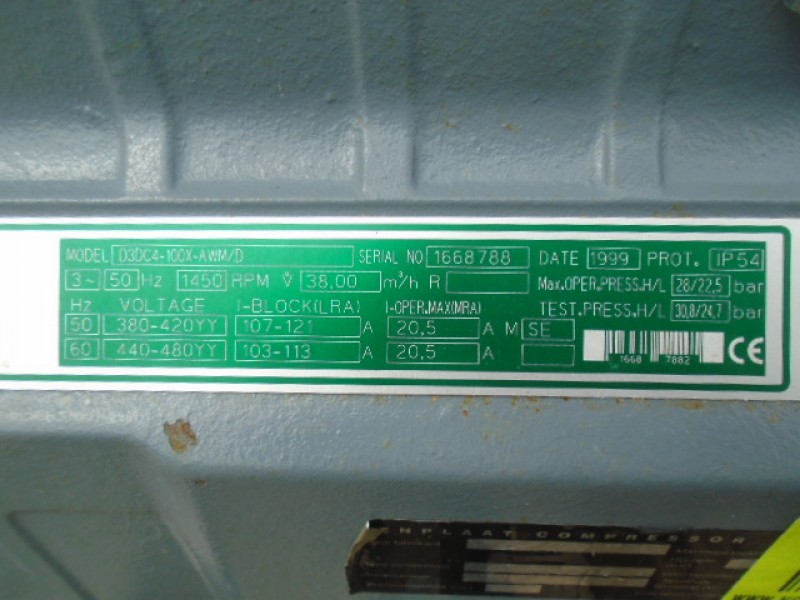 MODEL D3DC4-100X-AWM/D SERIAL NO 1668788 DATE 1999 PROT. IP54
3~ 50 Hz 1450 RPM V̇ 38,00 m³/h R Max.OPER.PRESS.H/L 28/22,5 bar
Hz VOLTAGE I-BLOCK(LRA) I-OPER.MAX(MRA) TEST.PRESS.H/L 30,8/24,7 bar
50 380-420YY 107-121 A 20,5 A M SE
60 440-480YY 103-113 A 20,5 A
1668 7882 CE
NPLAAT COMPRESSOR